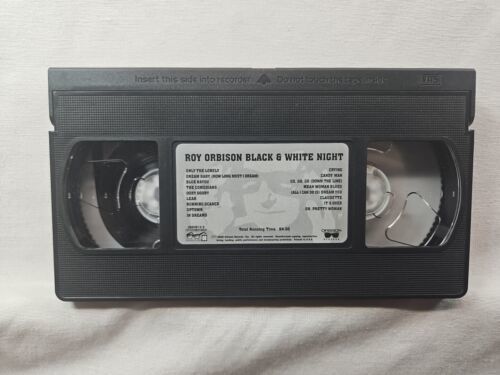 Insert this side into recorder
Do not touch the tape inside
VHS
ROY ORBISON BLACK & WHITE NIGHT
ONLY THE LONELY
DREAM BABY (HOW LONG MUST I DREAM)
BLUE BAYOU
THE COMEDIANS
OOBY DOOBY
LEAH
RUNNING SCARED
UPTOWN
IN DREAMS
CRYING
CANDY MAN
GO, GO, GO (DOWN THE LINE)
MEAN WOMAN BLUES
(ALL I CAN DO IS) DREAM YOU
CLAUDETTE
IT'S OVER
OH, PRETTY WOMAN
Total Running Time
ORBISON
RECORDS